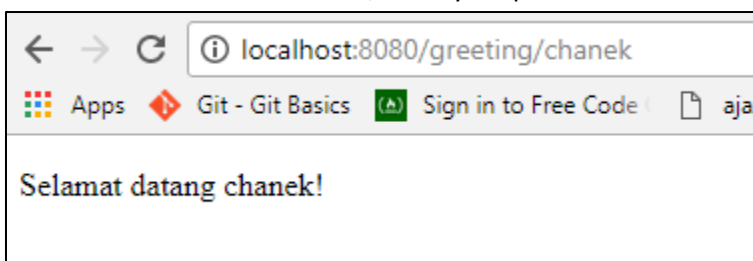 localhost:8080/greeting/chanek
Apps Git - Git Basics Sign in to Free Code aja
Selamat datang chanek!